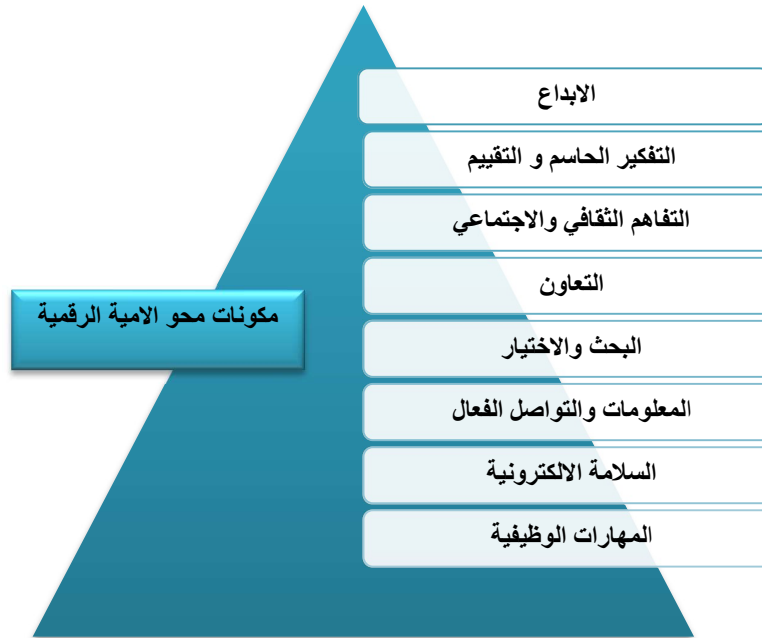 الابداع
التفكير الحاسم و التقييم
التفاهم الثقافي والاجتماعي
التعاون
مكونات محو الامية الرقمية
البحث والاختيار
المعلومات والتواصل الفعال
السلامة الالكترونية
المهارات الوظيفية